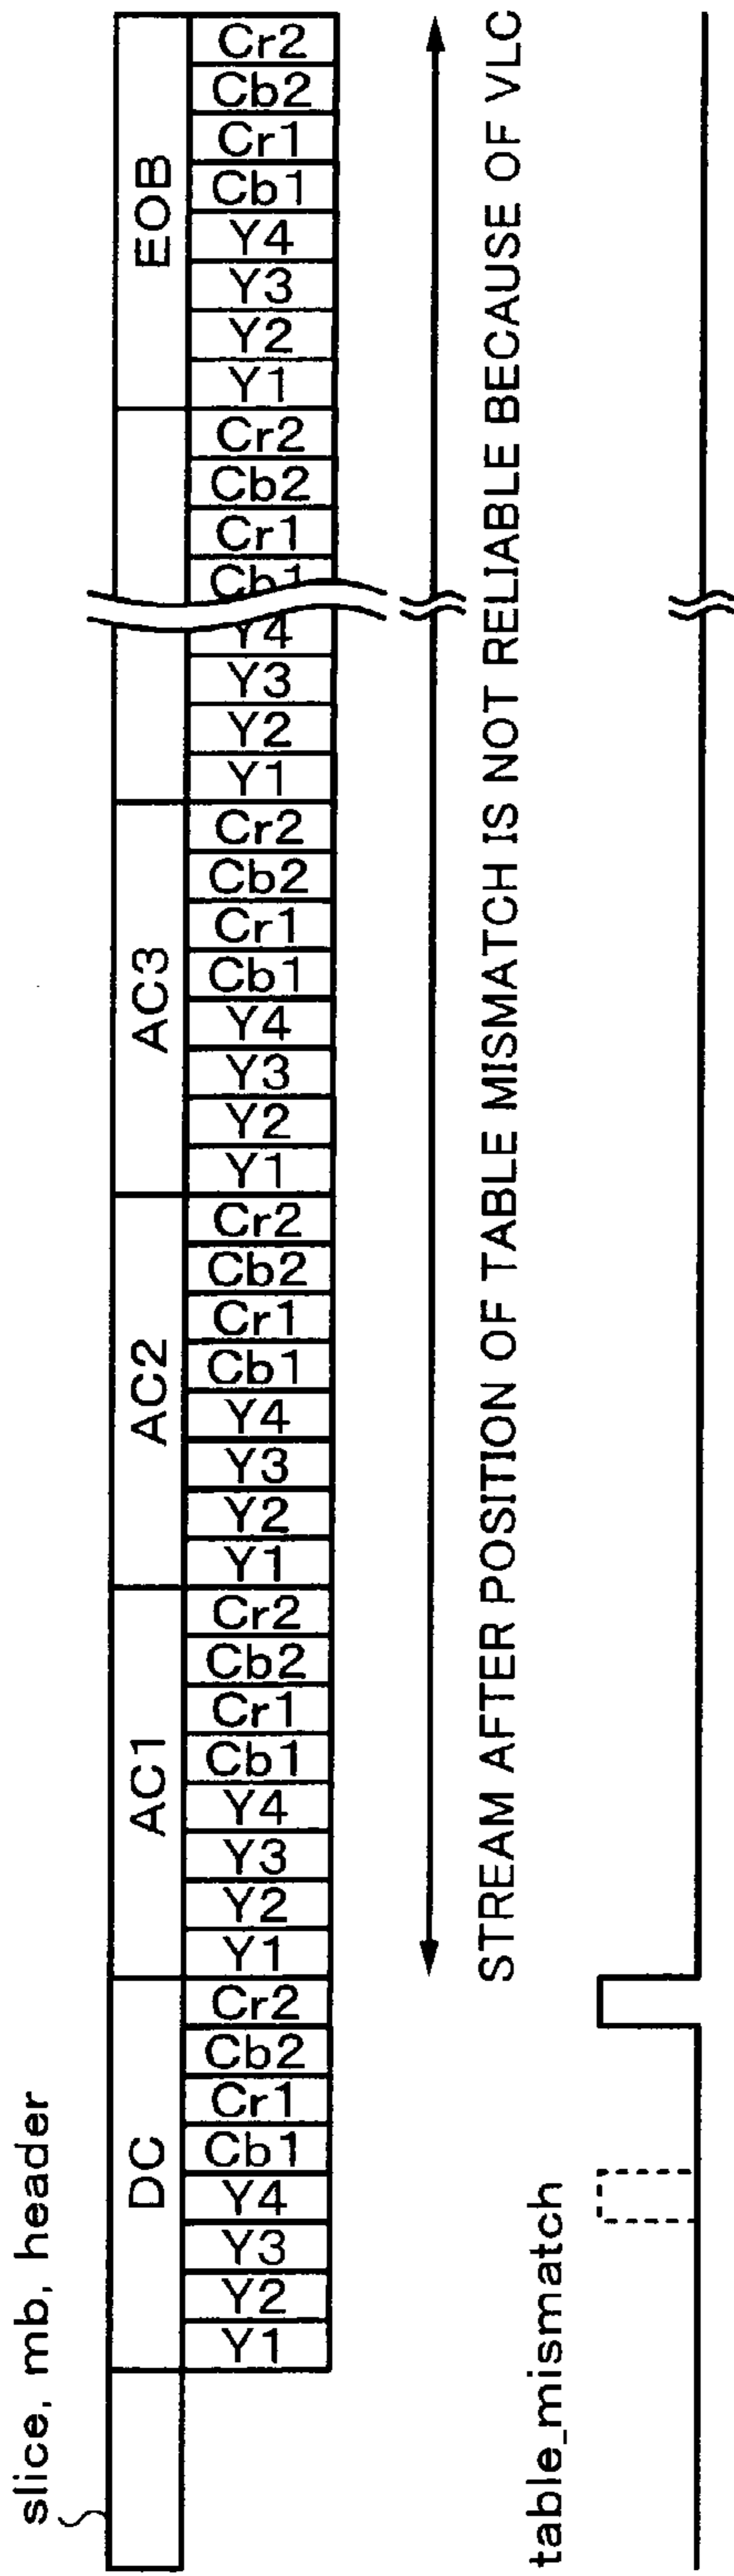 slice, mb, header
DC AC1 AC2 AC3 EOB
Y1 Y2 Y3 Y4 Cb1 Cr1 Cb2 Cr2 Y1 Y2 Y3 Y4 Cb1 Cr1 Cb2 Cr2 Y1 Y2 Y3 Y4 Cb1 Cr1 Cb2 Cr2 Y1 Y2 Y3 Y4 Cb1 Cr1 Cb2 Cr2 Y1 Y2 Y3 Y4 Cb1 Cr1 Cb2 Cr2 Y1 Y2 Y3 Y4 Cb1 Cr1 Cb2 Cr2
STREAM AFTER POSITION OF TABLE MISMATCH IS NOT RELIABLE BECAUSE OF VLC
table_mismatch